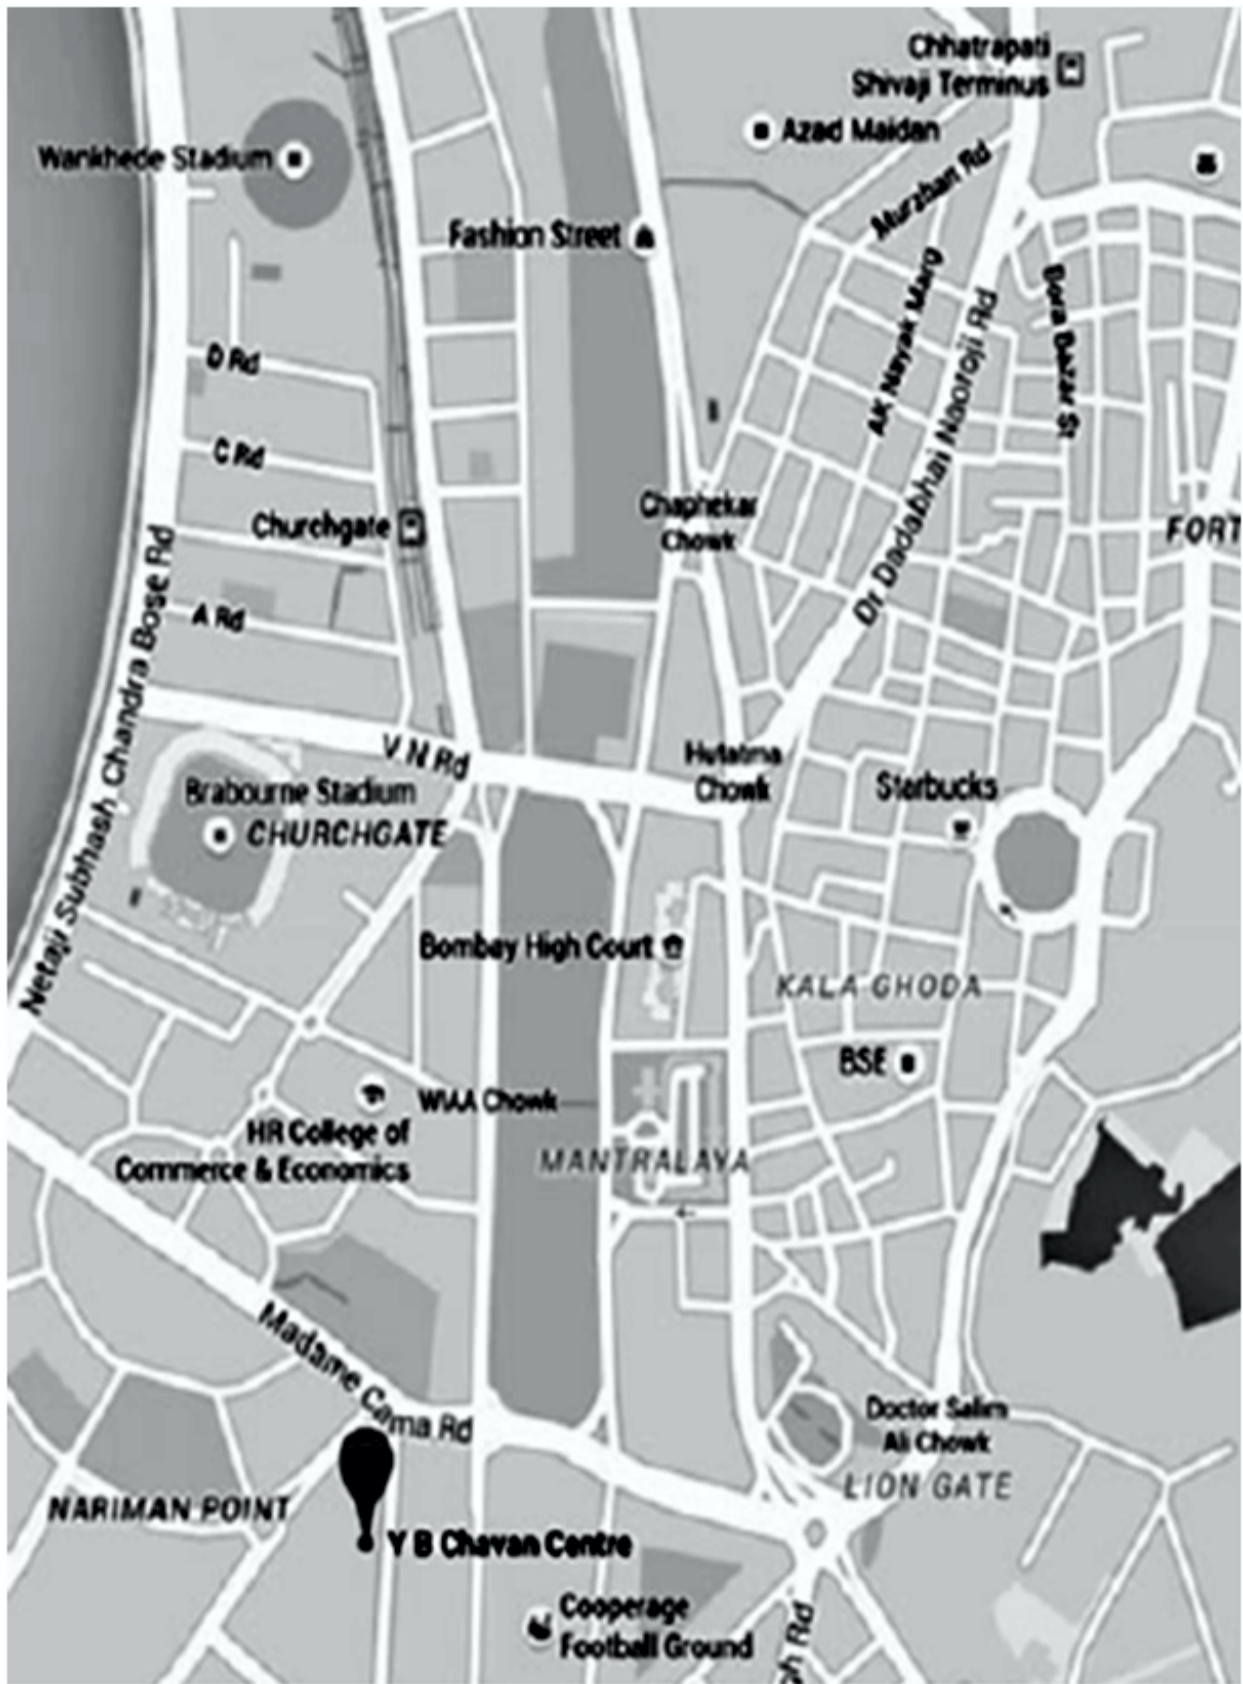 Chhatrapati
Shivaji Terminus
Azad Maidan
Wankhede Stadium
Murzban Rd
Fashion Street
AK Nayak Marg
Bora Bazar St
D Rd
Dr Dadabhai Naoroji Rd
C Rd
Chaphekar
Chowk
Churchgate
FORT
A Rd
Netaji Subhash Chandra Bose Rd
V N Rd
Hutatma
Chowk
Brabourne Stadium
CHURCHGATE
Starbucks
Bombay High Court
KALA GHODA
BSE
WIAA Chowk
HR College of
Commerce & Economics
MANTRALAYA
Madame Cama Rd
Doctor Salim
Ali Chowk
LION GATE
NARIMAN POINT
Y B Chavan Centre
Cooperage
Football Ground
gh Rd